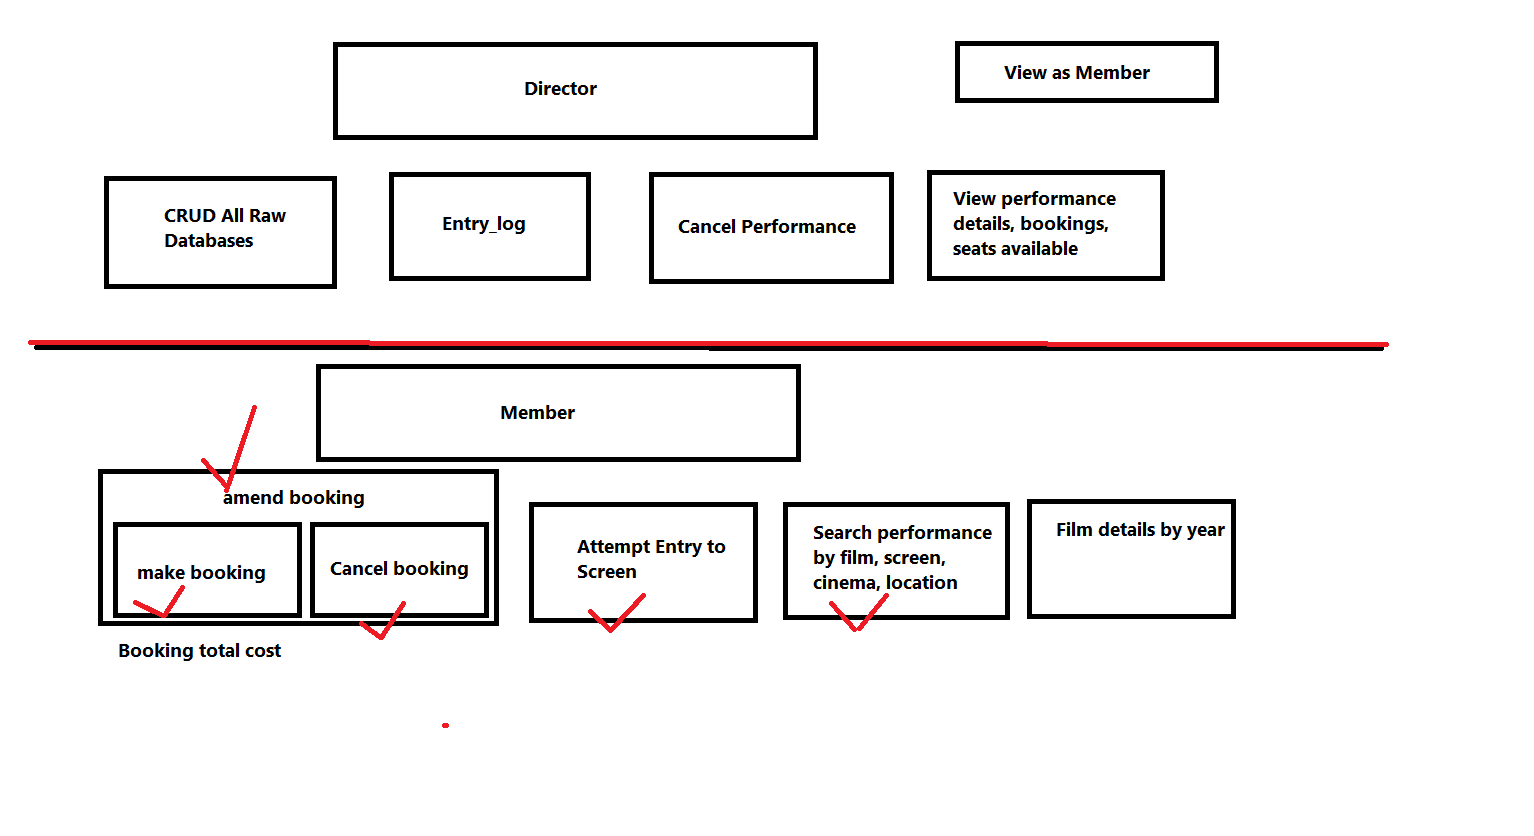 Director
View as Member
CRUD All Raw
Databases
Entry_log
Cancel Performance
View performance
details, bookings,
seats available
Member
amend booking
make booking
Cancel booking
Attempt Entry to
Screen
Search performance
by film, screen,
cinema, location
Film details by year
Booking total cost